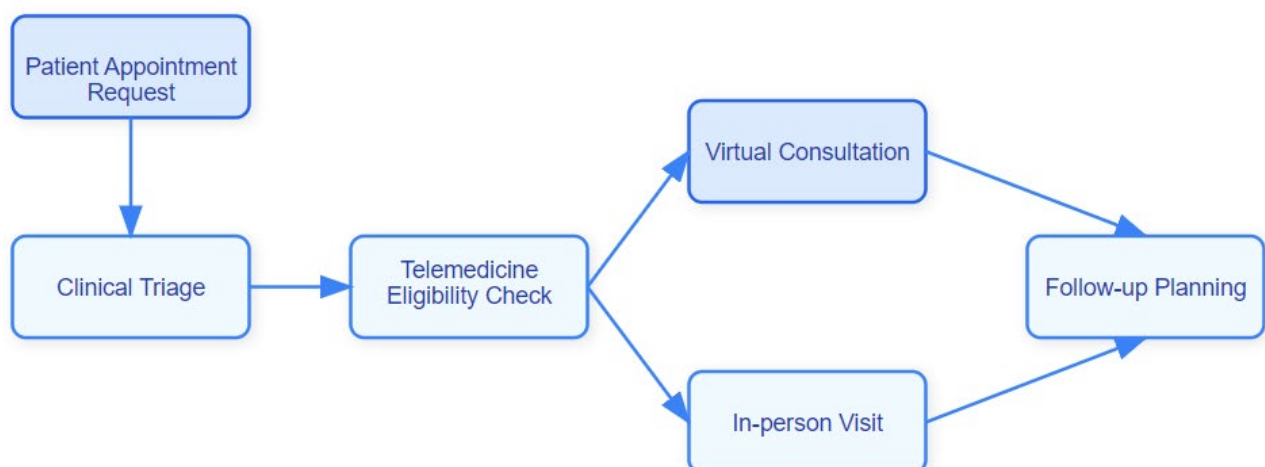 Patient Appointment
Request
Clinical Triage
Telemedicine
Eligibility Check
Virtual Consultation
In-person Visit
Follow-up Planning